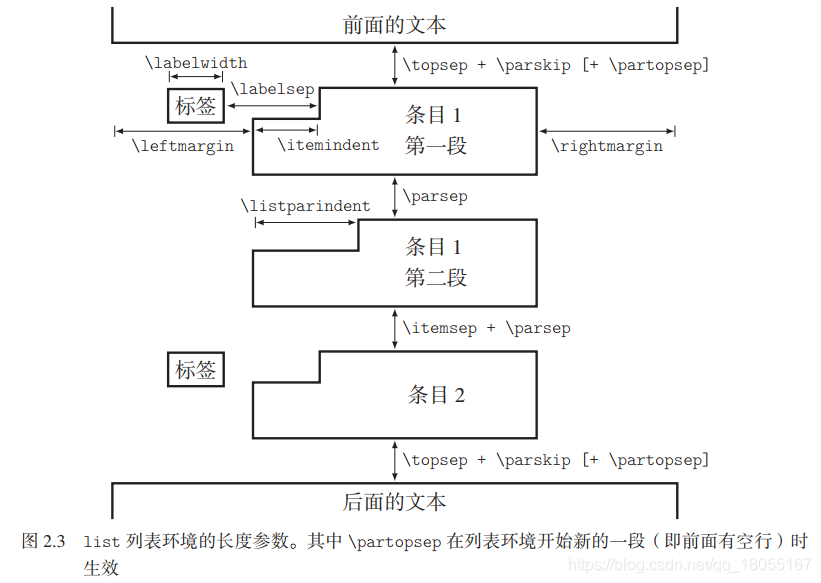 前面的文本
\topsep + \parskip [+ \partopsep]
\labelwidth
\labelsep
标签
条目 1
第一段
\leftmargin
\itemindent
\rightmargin
\parsep
\listparindent
条目 1
第二段
\itemsep + \parsep
标签
条目 2
\topsep + \parskip [+ \partopsep]
后面的文本
图 2.3 list 列表环境的长度参数。其中 \partopsep 在列表环境开始新的一段（即前面有空行）时
生效
https://blog.csdn.net/qq_18055167